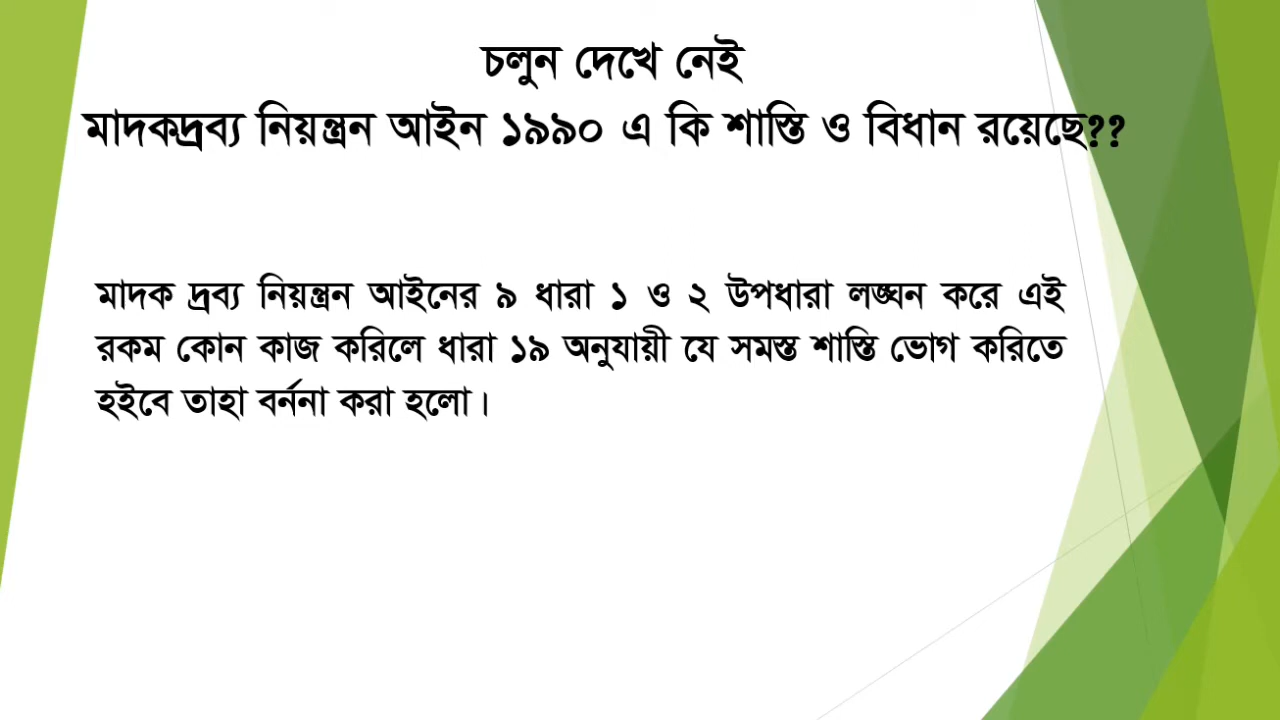 চলুন দেখে নেই
মাদকদ্রব্য নিয়ন্ত্রন আইন ১৯৯০ এ কি শাস্তি ও বিধান রয়েছে??
মাদক দ্রব্য নিয়ন্ত্রন আইনের ৯ ধারা ১ ও ২ উপধারা লঙ্ঘন করে এই
রকম কোন কাজ করিলে ধারা ১৯ অনুযায়ী যে সমস্ত শাস্তি ভোগ করিতে
হইবে তাহা বর্ননা করা হলো।